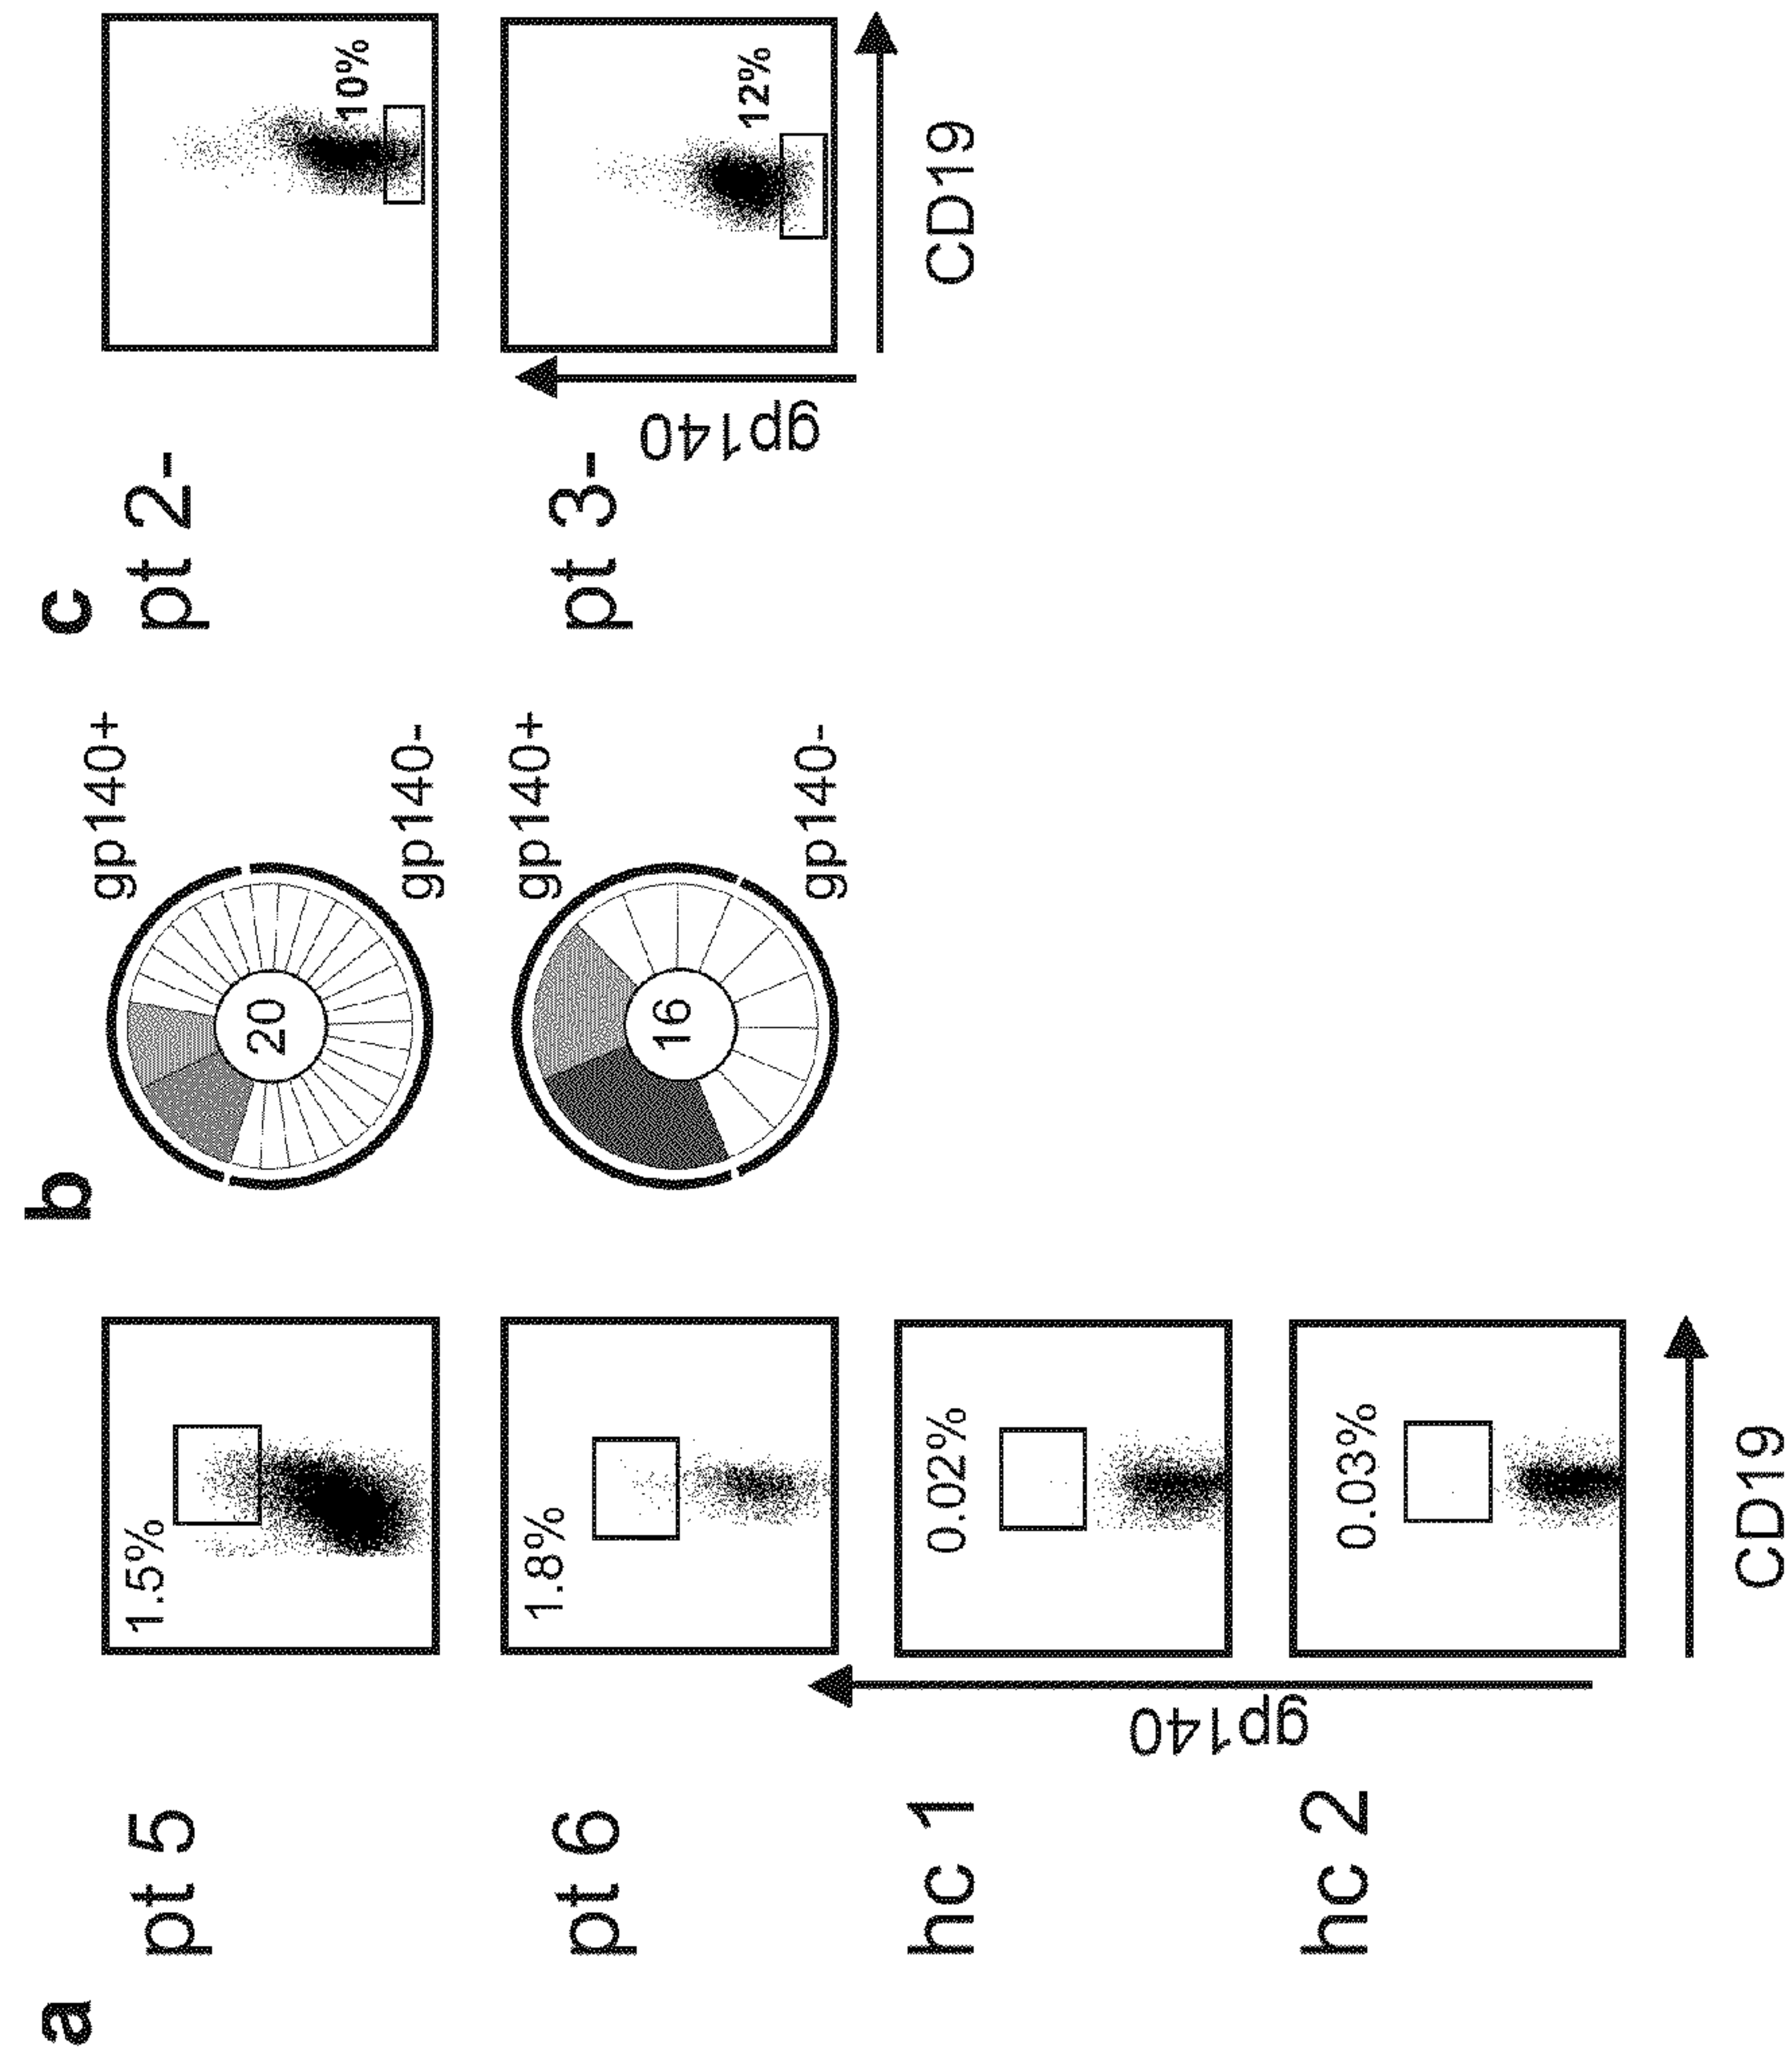 a
pt 5
1.5%
pt 6
1.8%
hc 1
0.02%
hc 2
0.03%
gp140
CD19
b
gp140+
20
gp140-
gp140+
16
gp140-
c
pt 2-
10%
pt 3-
12%
gp140
CD19